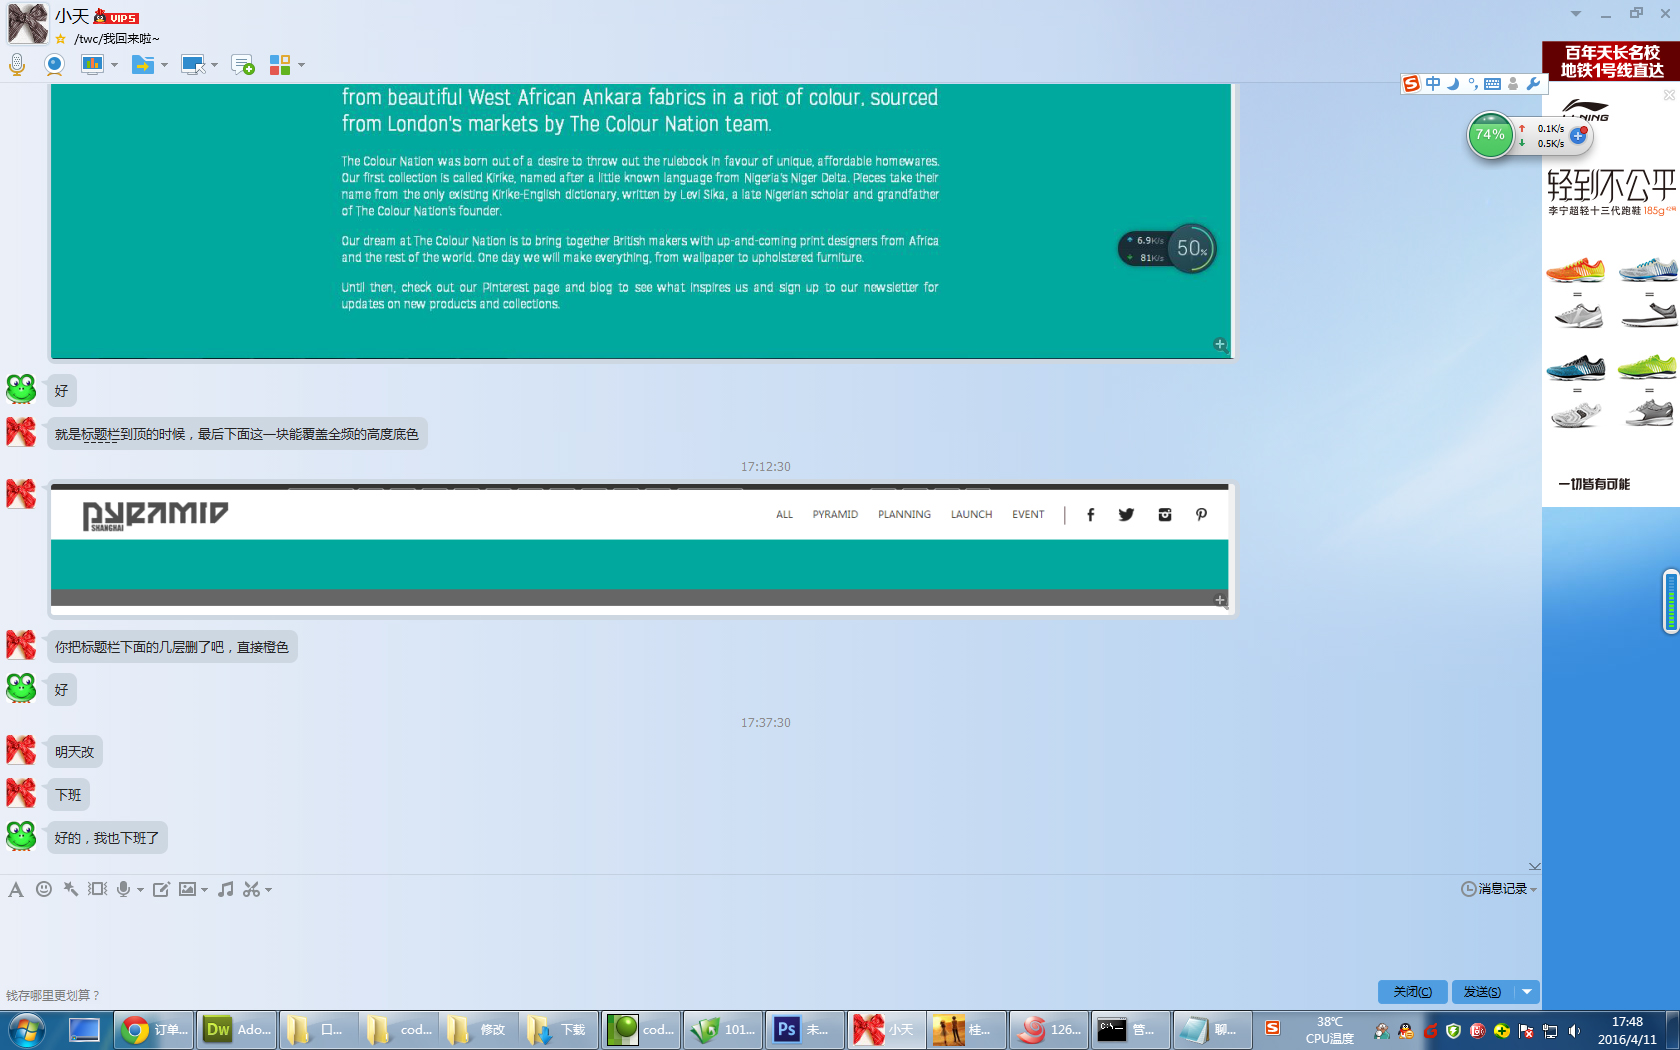 小天 VIP5
/twc/我回来啦~
百年天长名校
地铁1号线直达
中
74%
0.1K/s
0.5K/s
轻到不公平
李宁超轻十三代跑鞋 185g
一切皆有可能
from beautiful West African Ankara fabrics in a riot of colour, sourced
from London's markets by The Colour Nation team.
The Colour Nation was born out of a desire to throw out the rulebook in favour of unique, affordable homewares.
Our first collection is called Kirike, named after a little known language from Nigeria's Niger Delta. Pieces take their
name from the only existing Kirike-English dictionary, written by Levi Sika, a late Nigerian scholar and grandfather
of The Colour Nation's founder.
Our dream at The Colour Nation is to bring together British makers with up-and-coming print designers from Africa
and the rest of the world. One day we will make everything, from wallpaper to upholstered furniture.
Until then, check out our Pinterest page and blog to see what inspires us and sign up to our newsletter for
updates on new products and collections.
6.9K/s
81K/s
50%
好
就是标题栏到顶的时候，最后下面这一块能覆盖全频的高度底色
17:12:30
PYRAMID
SHANGHAI
ALL PYRAMID PLANNING LAUNCH EVENT
你把标题栏下面的几层删了吧，直接橙色
好
17:37:30
明天改
下班
好的，我也下班了
消息记录
钱存哪里更划算？
关闭(C) 发送(S)
订单... Dw Ado... 口... cod... 修改 下载 cod... 101... Ps 未... 小天 桂... 126... C:\ 管... 聊...
38℃
CPU温度
17:48
2016/4/11